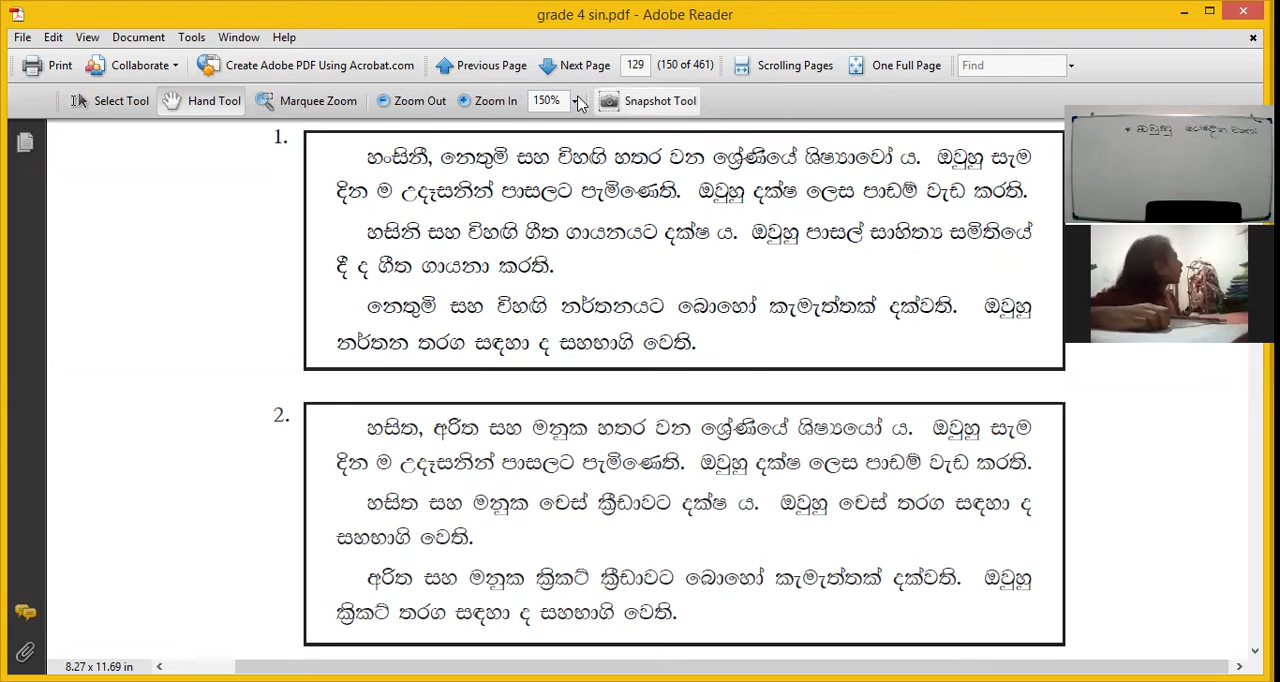 grade 4 sin.pdf - Adobe Reader
File Edit View Document Tools Window Help
Print Collaborate Create Adobe PDF Using Acrobat.com Previous Page Next Page 129 (150 of 461) Scrolling Pages One Full Page Find
Select Tool Hand Tool Marquee Zoom Zoom Out Zoom In 150% Snapshot Tool
1.
හංසිනී, නෙතුමි සහ විහඟි හතර වන ශ්‍රේණියේ ශිෂ්‍යාවෝ ය. ඔවුහු සැම
දින ම උදෑසනින් පාසලට පැමිණෙති. ඔවුහු දක්ෂ ලෙස පාඩම් වැඩ කරති.
හසිනි සහ විහඟි ගීත ගායනයට දක්ෂ ය. ඔවුහු පාසල් සාහිත්‍ය සමිතියේ
දී ද ගීත ගායනා කරති.
නෙතුමි සහ විහඟි නර්තනයට බොහෝ කැමැත්තක් දක්වති. ඔවුහු
නර්තන තරග සඳහා ද සහභාගි වෙති.
2.
හසිත, අරිත සහ මනුක හතර වන ශ්‍රේණියේ ශිෂ්‍යයෝ ය. ඔවුහු සැම
දින ම උදෑසනින් පාසලට පැමිණෙති. ඔවුහු දක්ෂ ලෙස පාඩම් වැඩ කරති.
හසිත සහ මනුක චෙස් ක්‍රීඩාවට දක්ෂ ය. ඔවුහු චෙස් තරග සඳහා ද
සහභාගි වෙති.
අරිත සහ මනුක ක්‍රිකට් ක්‍රීඩාවට බොහෝ කැමැත්තක් දක්වති. ඔවුහු
ක්‍රිකට් තරග සඳහා ද සහභාගි වෙති.
8.27 x 11.69 in